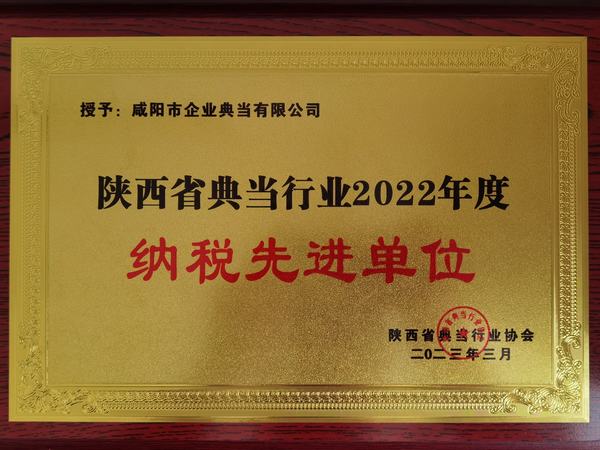 授予：咸阳市企业典当有限公司
陕西省典当行业2022年度
纳税先进单位
陕西省典当行业协会
二〇二三年三月